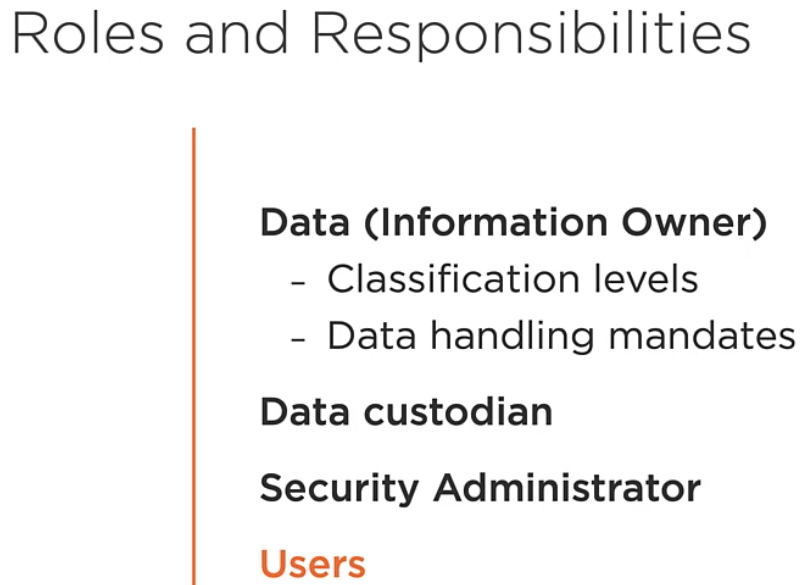 Roles and Responsibilities
Data (Information Owner)
- Classification levels
- Data handling mandates
Data custodian
Security Administrator
Users